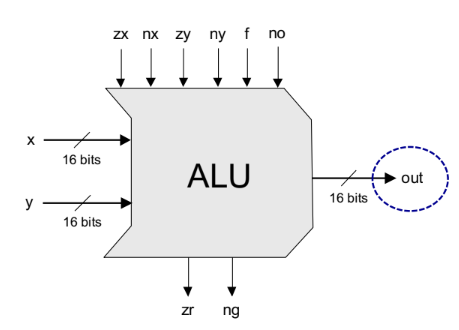 zx nx zy ny f no
x
16 bits
ALU
out
16 bits
y
16 bits
zr ng